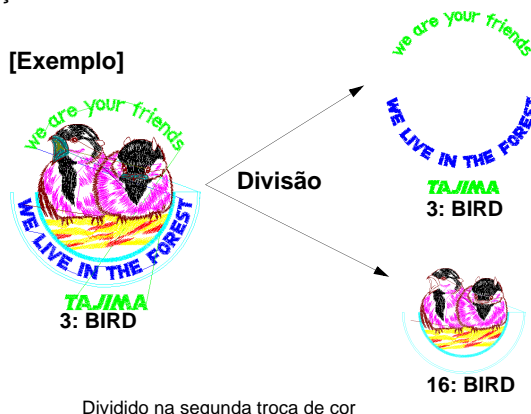 [Exemplo]
we are your friends
WE LIVE IN THE FOREST
TAJIMA
3: BIRD
Divisão
we are your friends
WE LIVE IN THE FOREST
TAJIMA
3: BIRD
16: BIRD
Dividido na segunda troca de cor